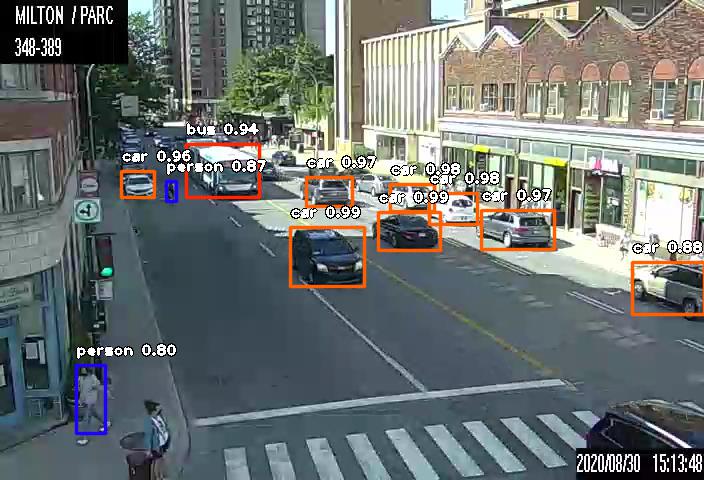 MILTON / PARC
348-389
bus 0.94
car 0.96
person 0.87
car 0.97
car 0.98
car 0.98
car 0.99
car 0.97
car 0.99
car 0.88
person 0.80
2020/08/30 15:13:48